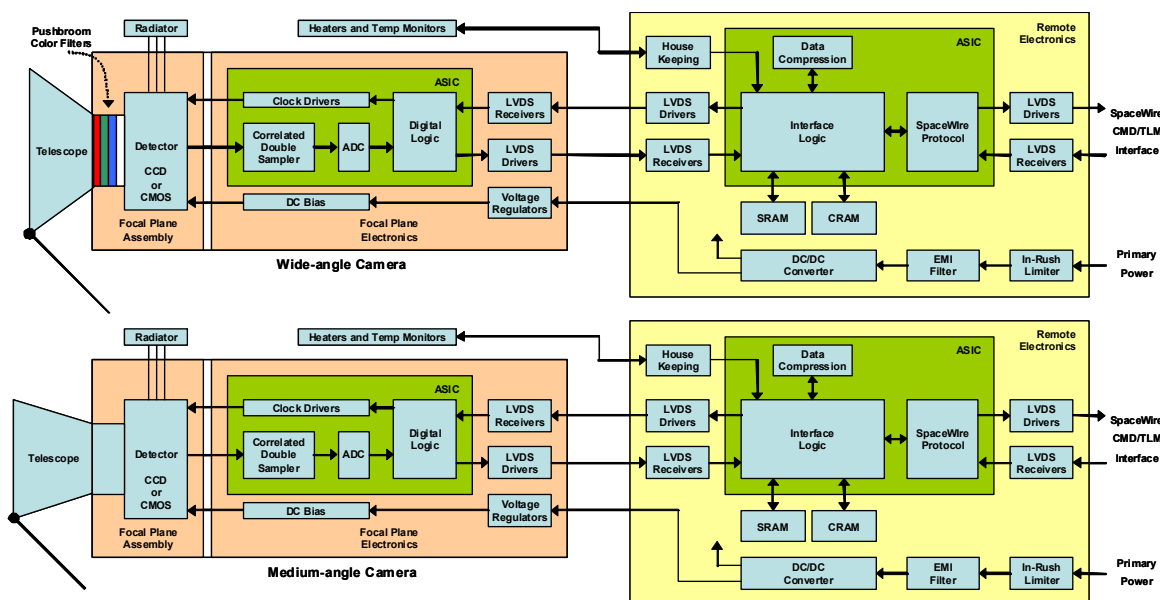 Pushbroom
Color Filters
Radiator
Heaters and Temp Monitors
Remote
Electronics
ASIC
House
Keeping
Data
Compression
ASIC
Telescope
Detector
CCD
or
CMOS
Clock Drivers
Correlated
Double
Sampler
ADC
Digital
Logic
LVDS
Receivers
LVDS
Drivers
LVDS
Drivers
LVDS
Receivers
Interface
Logic
SpaceWire
Protocol
LVDS
Drivers
LVDS
Receivers
SpaceWire
CMD/TLM
Interface
DC Bias
Voltage
Regulators
SRAM
CRAM
Focal Plane
Assembly
Focal Plane
Electronics
DC/DC
Converter
EMI
Filter
In-Rush
Limiter
Primary
Power
Wide-angle Camera
Radiator
Heaters and Temp Monitors
Remote
Electronics
ASIC
House
Keeping
Data
Compression
ASIC
Telescope
Detector
CCD
or
CMOS
Clock Drivers
Correlated
Double
Sampler
ADC
Digital
Logic
LVDS
Receivers
LVDS
Drivers
LVDS
Drivers
LVDS
Receivers
Interface
Logic
SpaceWire
Protocol
LVDS
Drivers
LVDS
Receivers
SpaceWire
CMD/TLM
Interface
DC Bias
Voltage
Regulators
SRAM
CRAM
Focal Plane
Assembly
Focal Plane
Electronics
DC/DC
Converter
EMI
Filter
In-Rush
Limiter
Primary
Power
Medium-angle Camera